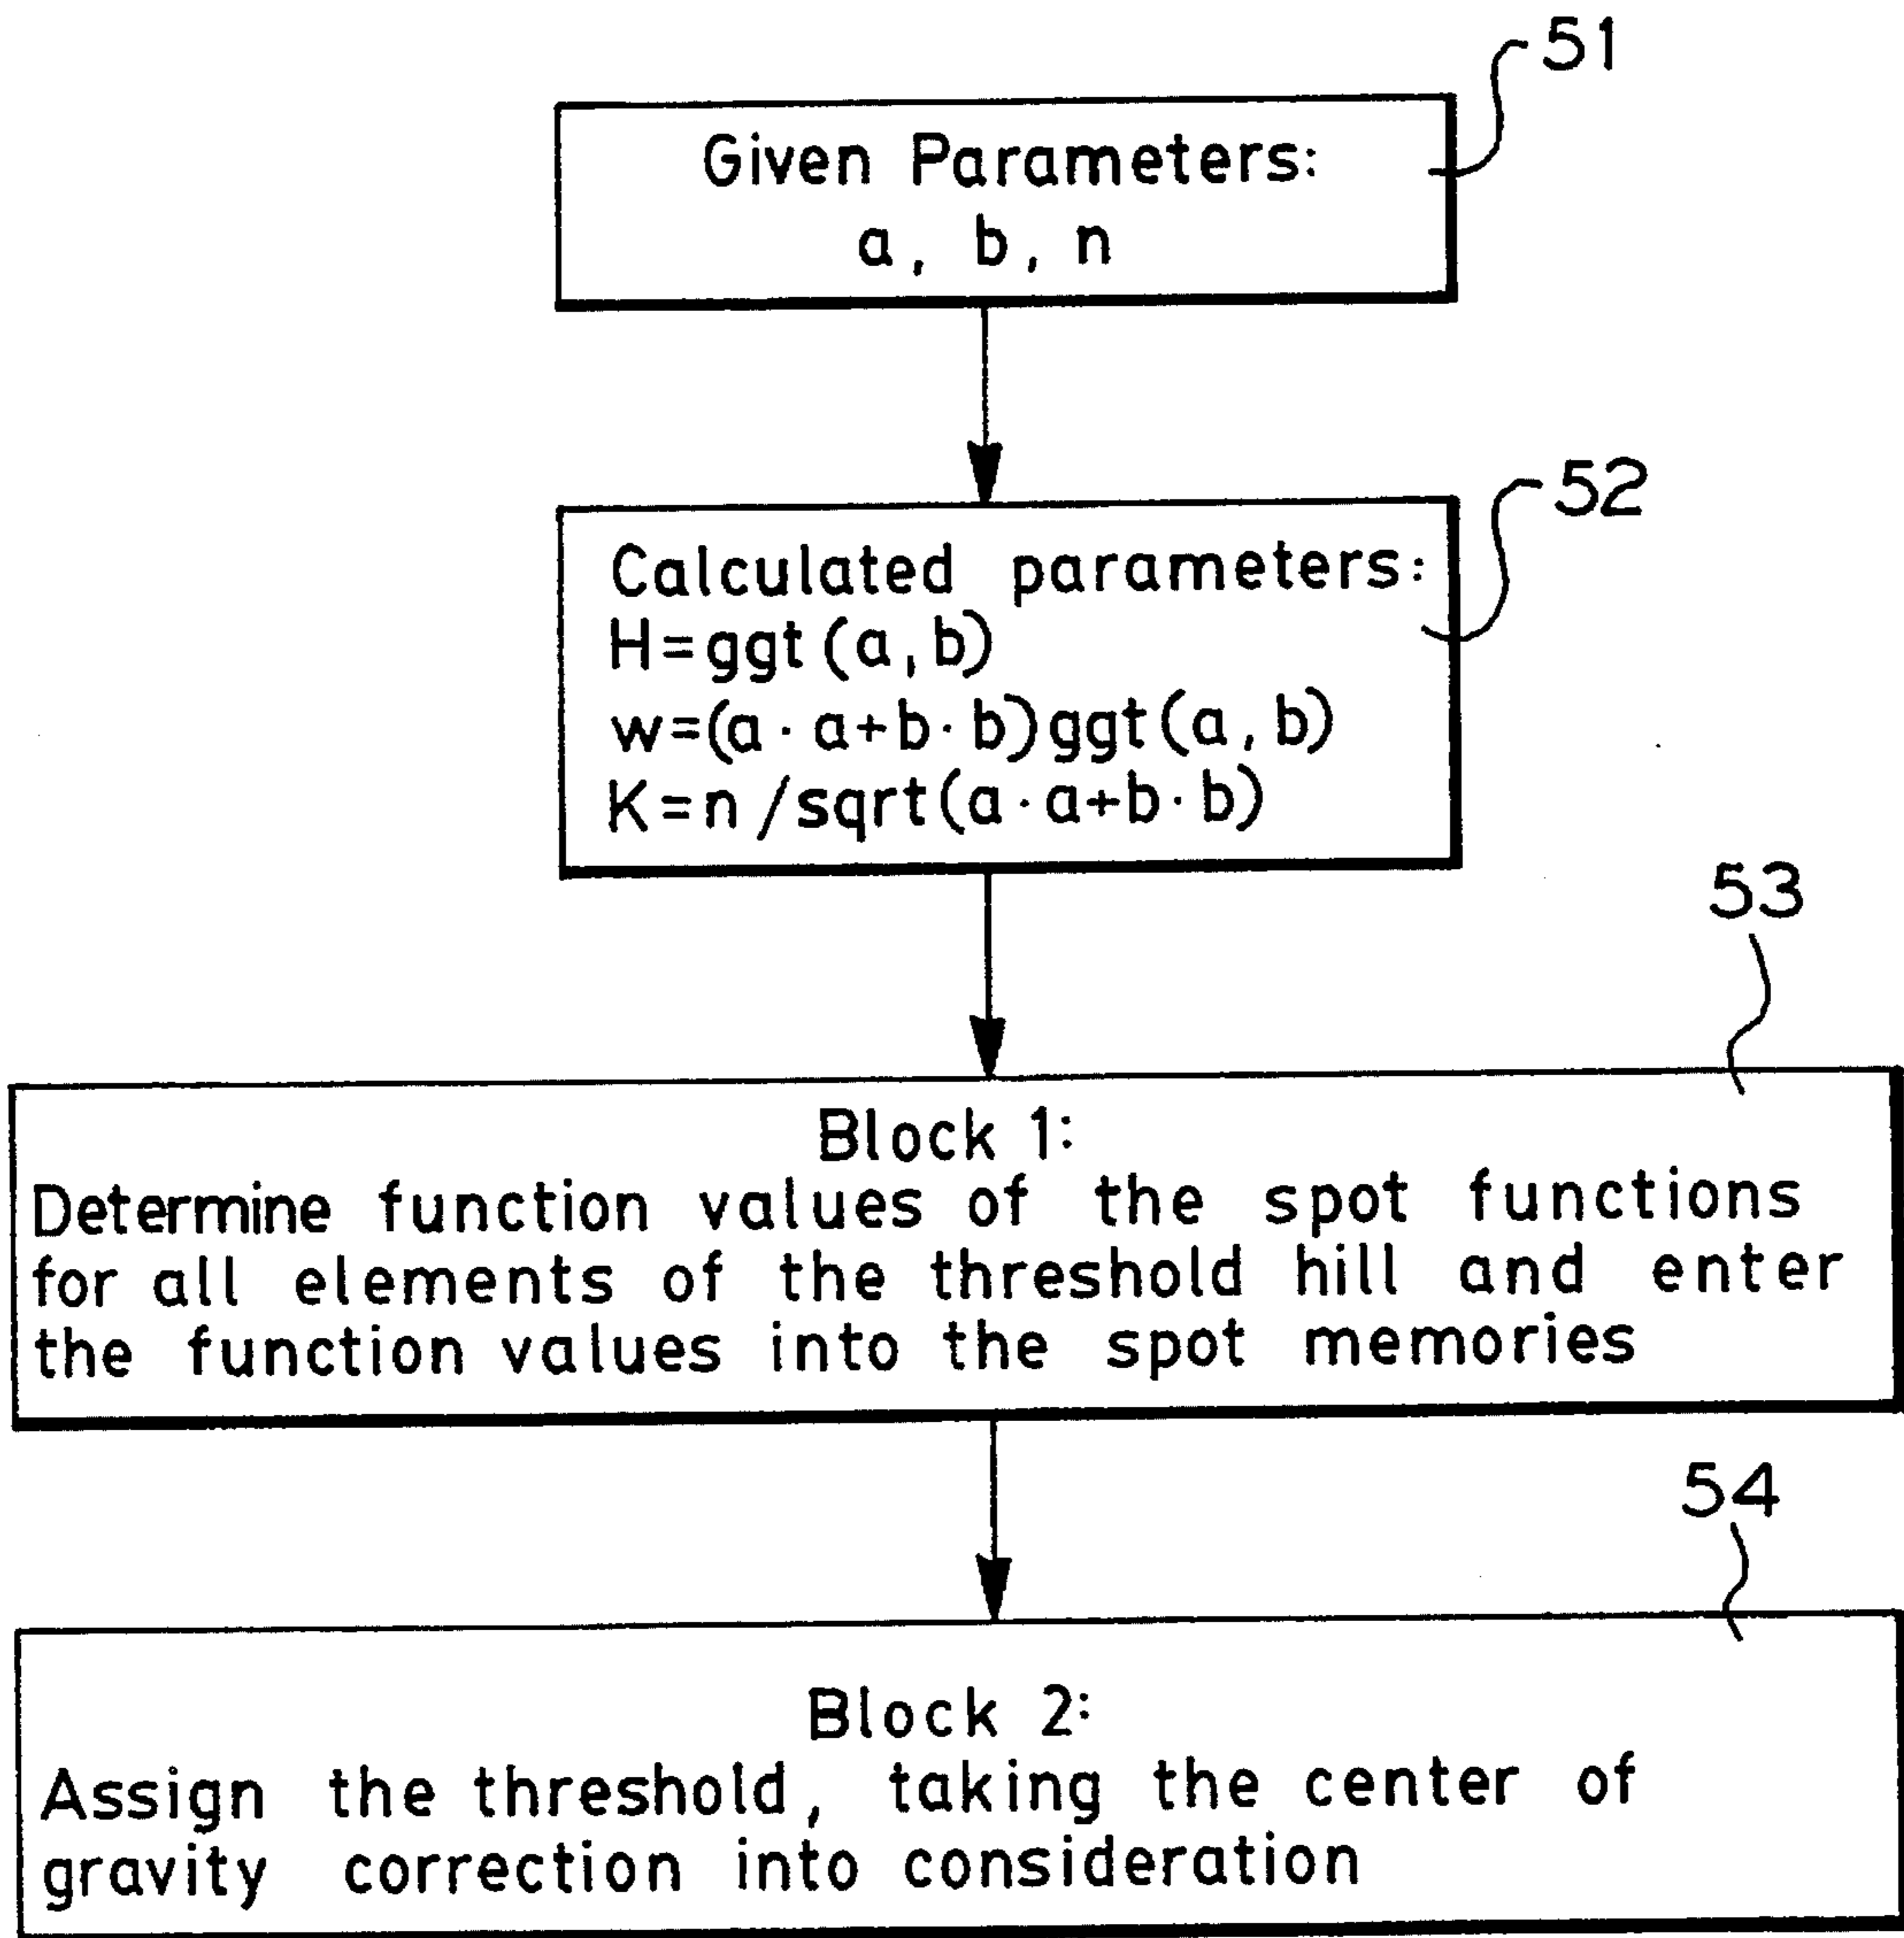 51
Given Parameters:
a, b, n
52
Calculated parameters:
H=ggt(a,b)
w=(a·a+b·b)ggt(a,b)
K=n/sqrt(a·a+b·b)
53
Block 1:
Determine function values of the spot functions
for all elements of the threshold hill and enter
the function values into the spot memories
54
Block 2:
Assign the threshold, taking the center of
gravity correction into consideration